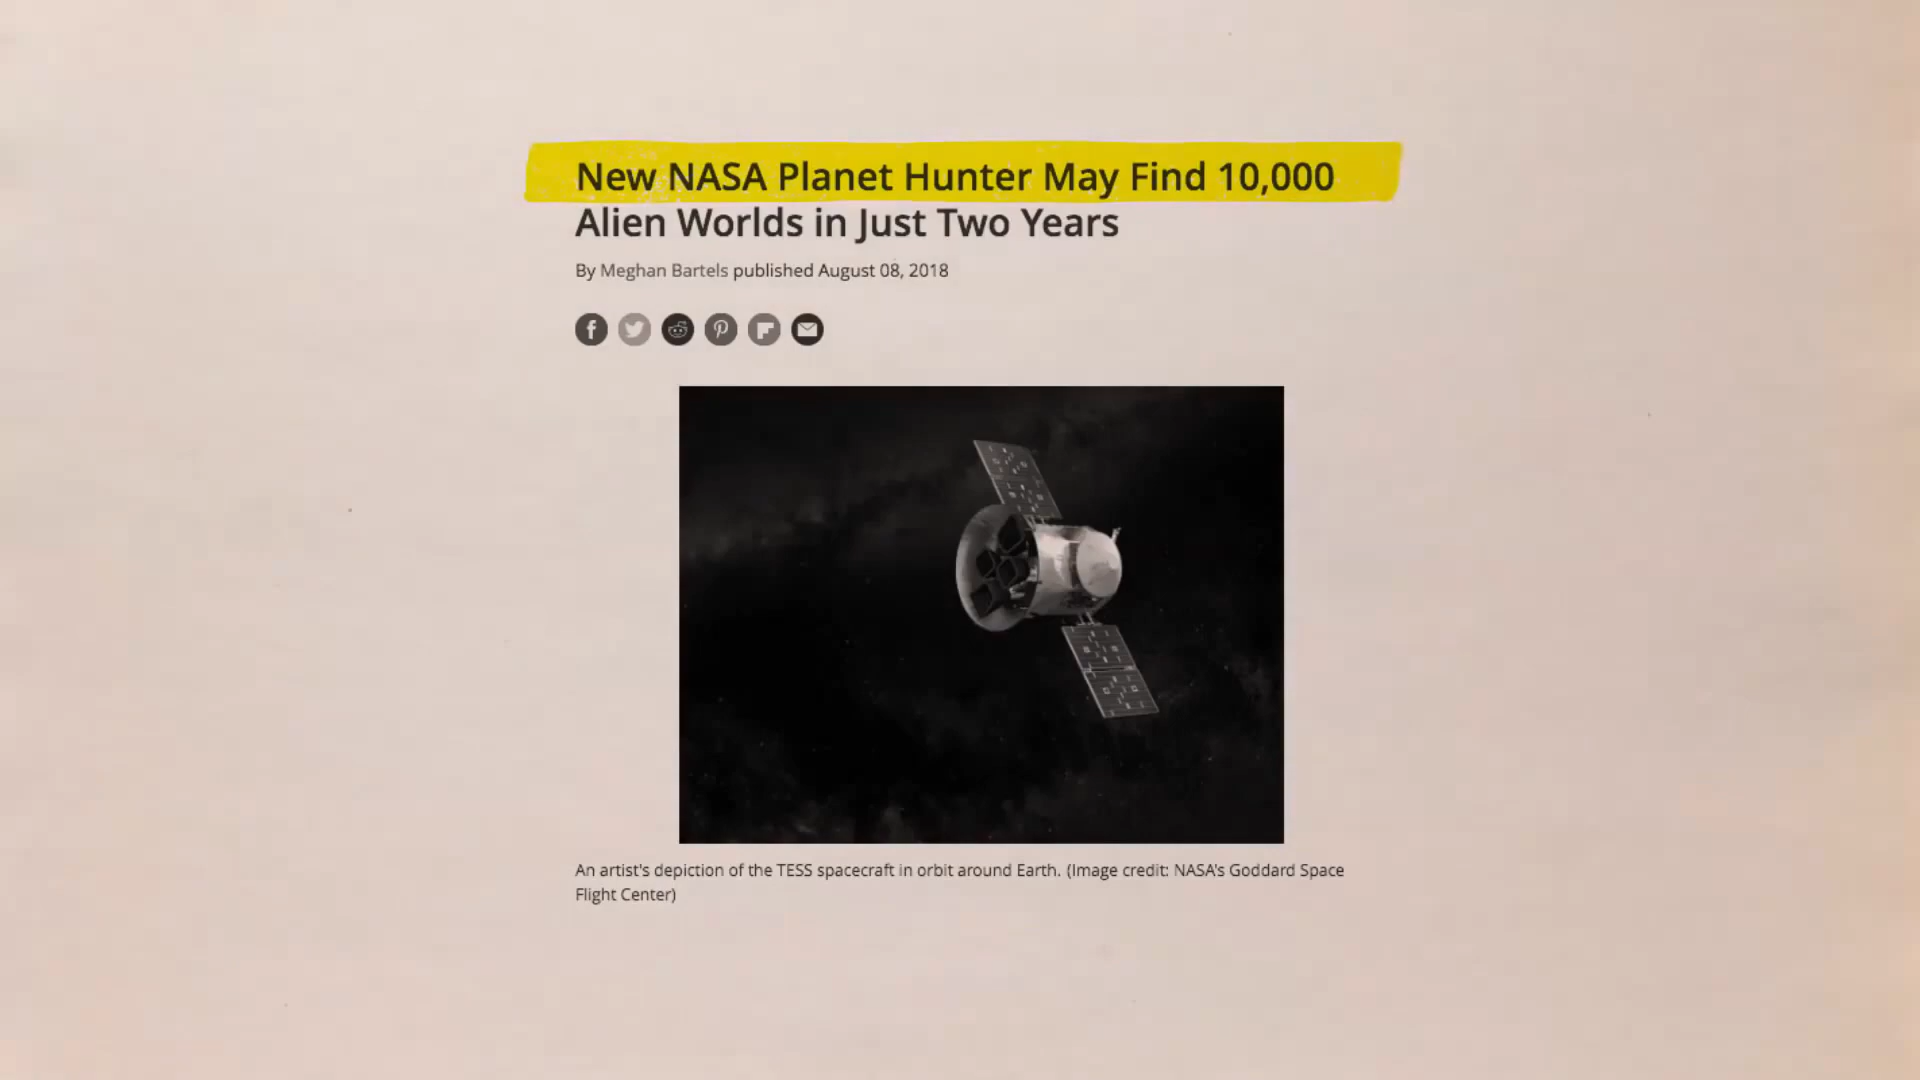 New NASA Planet Hunter May Find 10,000
Alien Worlds in Just Two Years
By Meghan Bartels published August 08, 2018
An artist's depiction of the TESS spacecraft in orbit around Earth. (Image credit: NASA's Goddard Space
Flight Center)